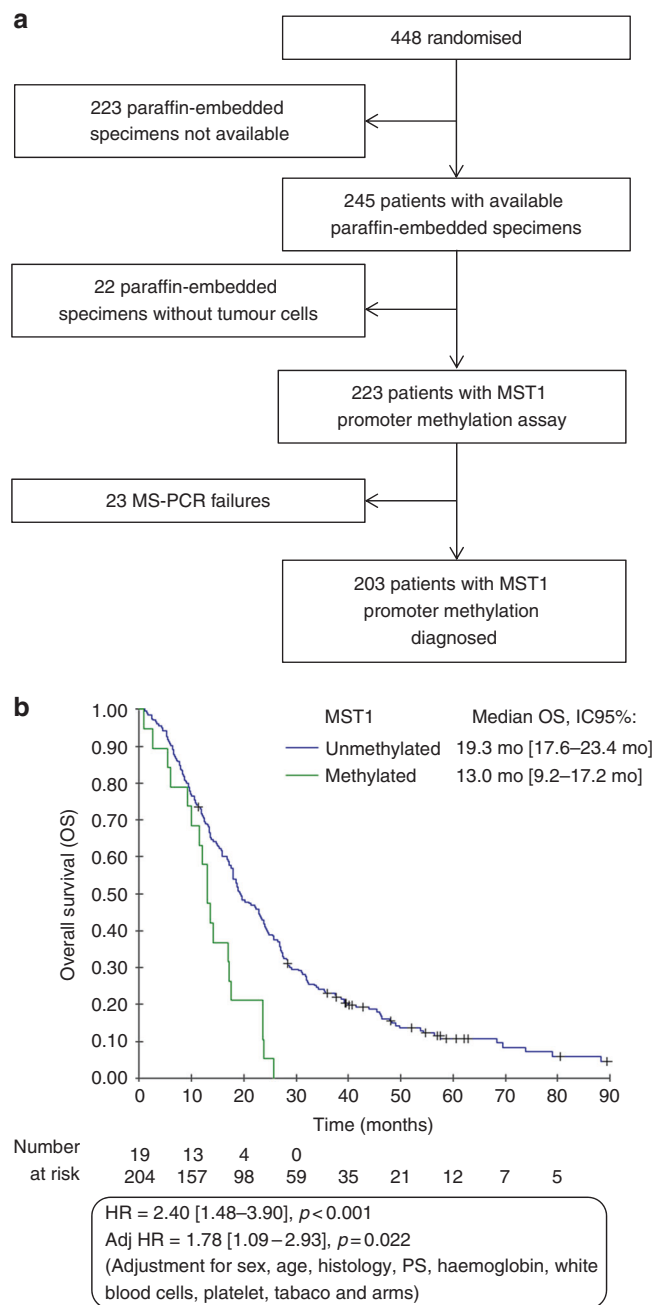 a
448 randomised
223 paraffin-embedded
specimens not available
245 patients with available
paraffin-embedded specimens
22 paraffin-embedded
specimens without tumour cells
223 patients with MST1
promoter methylation assay
23 MS-PCR failures
203 patients with MST1
promoter methylation
diagnosed
b
MST1 Median OS, IC95%:
Unmethylated 19.3 mo [17.6–23.4 mo]
Methylated 13.0 mo [9.2–17.2 mo]
Overall survival (OS)
1.00
0.90
0.80
0.70
0.60
0.50
0.40
0.30
0.20
0.10
0.00
0 10 20 30 40 50 60 70 80 90
Time (months)
Number
at risk
19 13 4 0
204 157 98 59 35 21 12 7 5
HR = 2.40 [1.48–3.90], p<0.001
Adj HR = 1.78 [1.09–2.93], p=0.022
(Adjustment for sex, age, histology, PS, haemoglobin, white
blood cells, platelet, tabaco and arms)